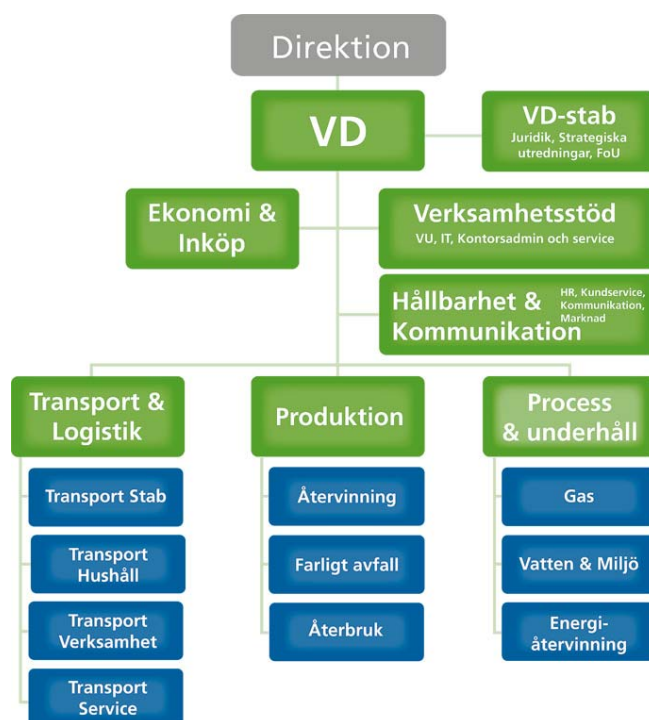 Direktion
VD
VD-stab
Juridik, Strategiska
utredningar, FoU
Ekonomi &
Inköp
Verksamhetsstöd
VU, IT, Kontorsadmin och service
Hållbarhet &
Kommunikation
HR, Kundservice,
Kommunikation,
Marknad
Transport &
Logistik
Transport Stab
Transport
Hushåll
Transport
Verksamhet
Transport
Service
Produktion
Återvinning
Farligt avfall
Återbruk
Process
& underhåll
Gas
Vatten & Miljö
Energi-
återvinning